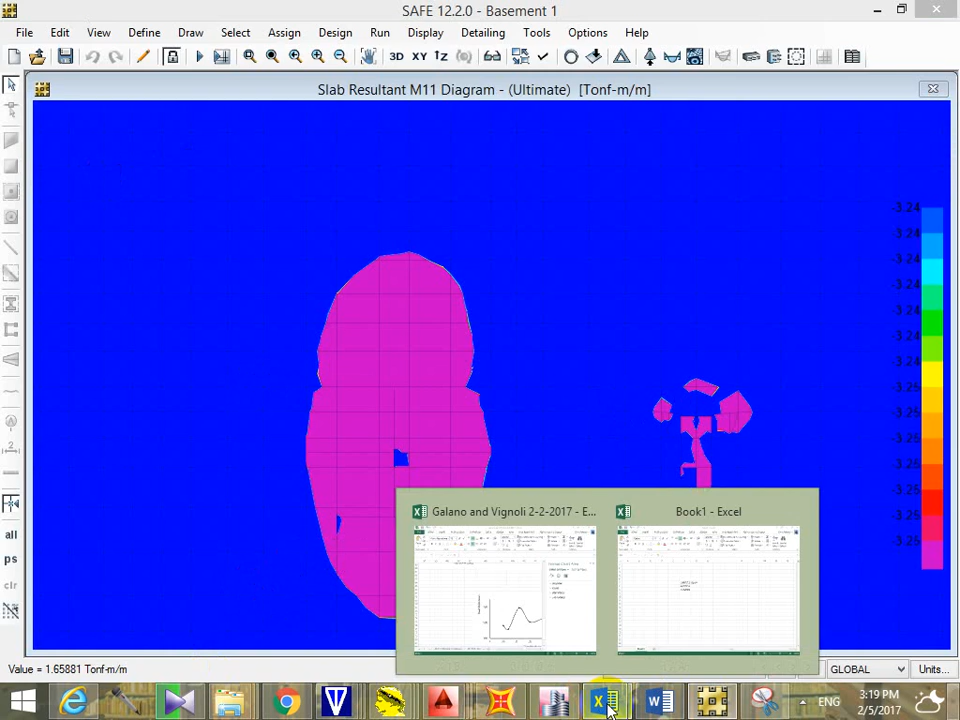 SAFE 12.2.0 - Basement 1
File Edit View Define Draw Select Assign Design Run Display Detailing Tools Options Help
3D XY ↑Z
Slab Resultant M11 Diagram - (Ultimate) [Tonf-m/m]
-3.24
-3.24
-3.24
-3.24
-3.24
-3.24
-3.24
-3.25
-3.25
-3.25
-3.25
-3.25
-3.25
all
ps
clr
Galano and Vignoli 2-2-2017 - E...
Book1 - Excel
Value = 1.65881 Tonf-m/m
GLOBAL
Units...
ENG
3:19 PM
2/5/2017